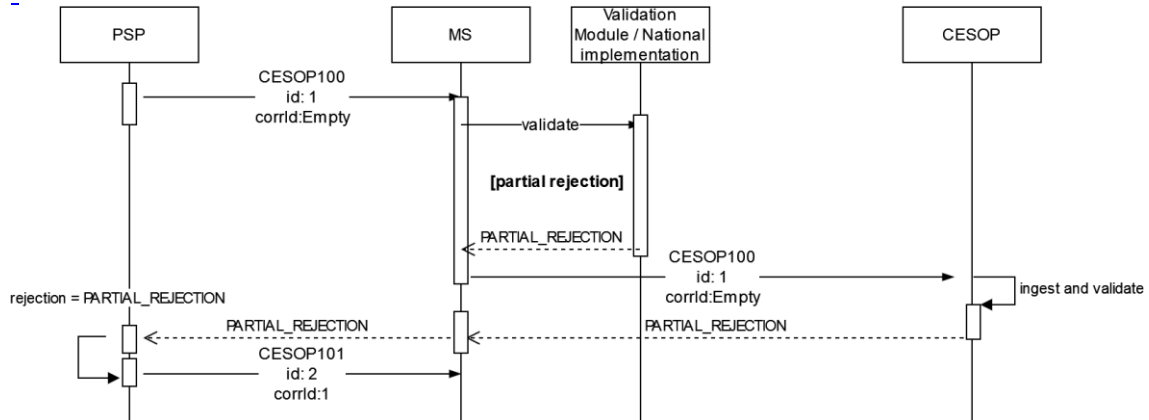 PSP
MS
Validation
Module / National
implementation
CESOP
CESOP100
id: 1
corrId:Empty
validate
[partial rejection]
PARTIAL_REJECTION
CESOP100
id: 1
corrId:Empty
ingest and validate
rejection = PARTIAL_REJECTION
PARTIAL_REJECTION
PARTIAL_REJECTION
CESOP101
id: 2
corrId:1